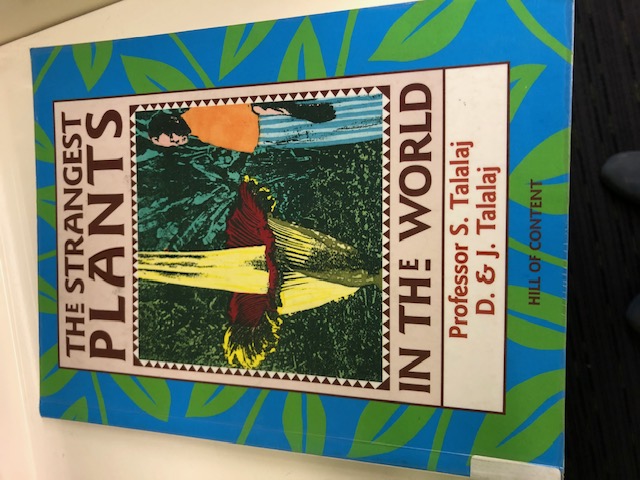 THE STRANGEST
PLANTS
IN THE WORLD
Professor S. Talalaj
D. & J. Talalaj
HILL OF CONTENT